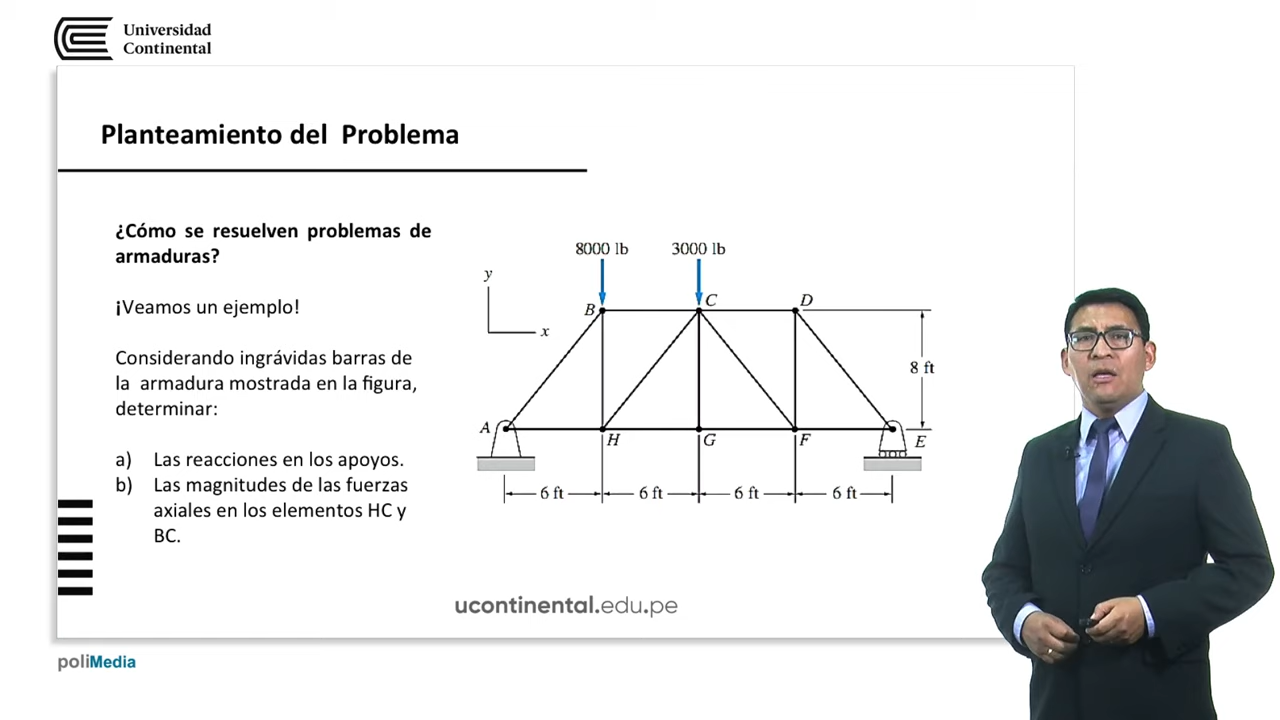 Universidad
Continental
Planteamiento del Problema
¿Cómo se resuelven problemas de
armaduras?
¡Veamos un ejemplo!
Considerando ingrávidas barras de
la armadura mostrada en la figura,
determinar:
a) Las reacciones en los apoyos.
b) Las magnitudes de las fuerzas
axiales en los elementos HC y
BC.
8000 lb 3000 lb
y
x
B C D
8 ft
A H G F E
6 ft 6 ft 6 ft 6 ft
ucontinental.edu.pe
poliMedia